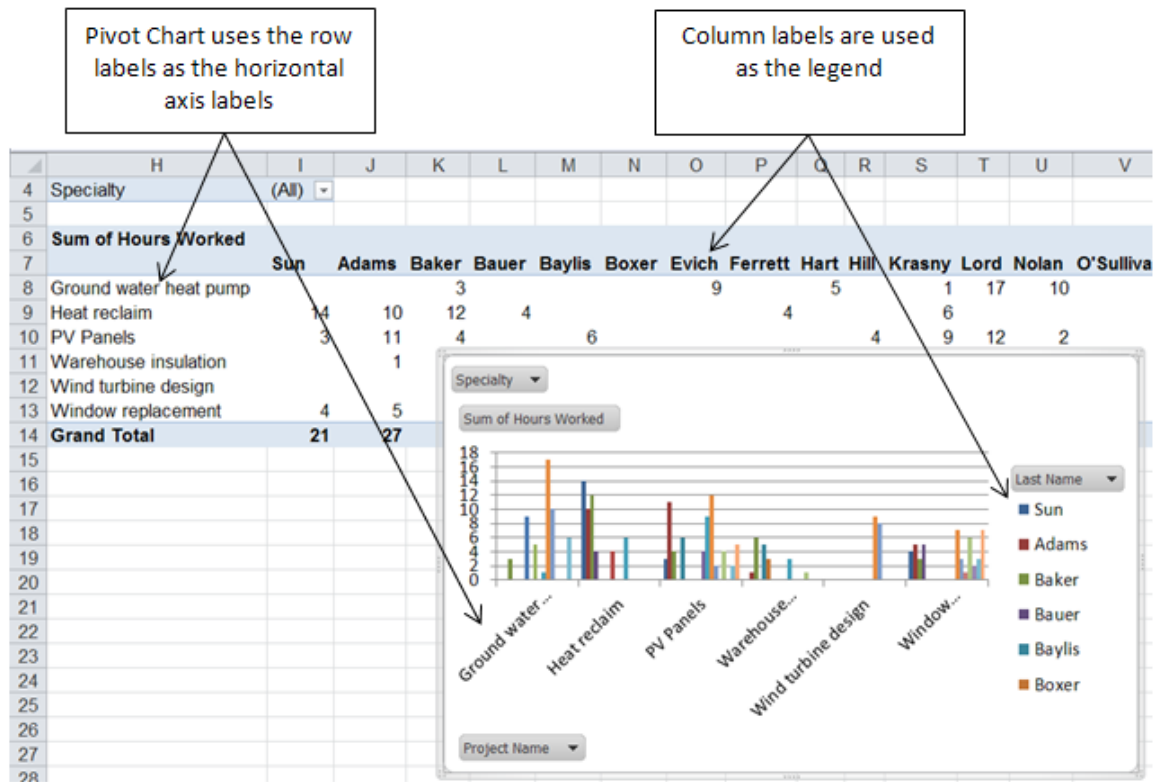 Pivot Chart uses the row
labels as the horizontal
axis labels
Column labels are used
as the legend
H I J K L M N O P Q R S T U V
4 Specialty (All)
5
6 Sum of Hours Worked
7 Sun Adams Baker Bauer Baylis Boxer Evich Ferrett Hart Hill Krasny Lord Nolan O'Sulliva
8 Ground water heat pump 3 9 5 1 17 10
9 Heat reclaim 14 10 12 4 4 6
10 PV Panels 3 11 4 6 4 9 12 2
11 Warehouse insulation 1
12 Wind turbine design
13 Window replacement 4 5
14 Grand Total 21 27
15
16
17
18
19
20
21
22
23
24
25
26
27
28
Specialty
Sum of Hours Worked
18
16
14
12
10
8
6
4
2
0
Ground water...
Heat reclaim
PV Panels
Warehouse...
Wind turbine design
Window...
Last Name
Sun
Adams
Baker
Bauer
Baylis
Boxer
Project Name